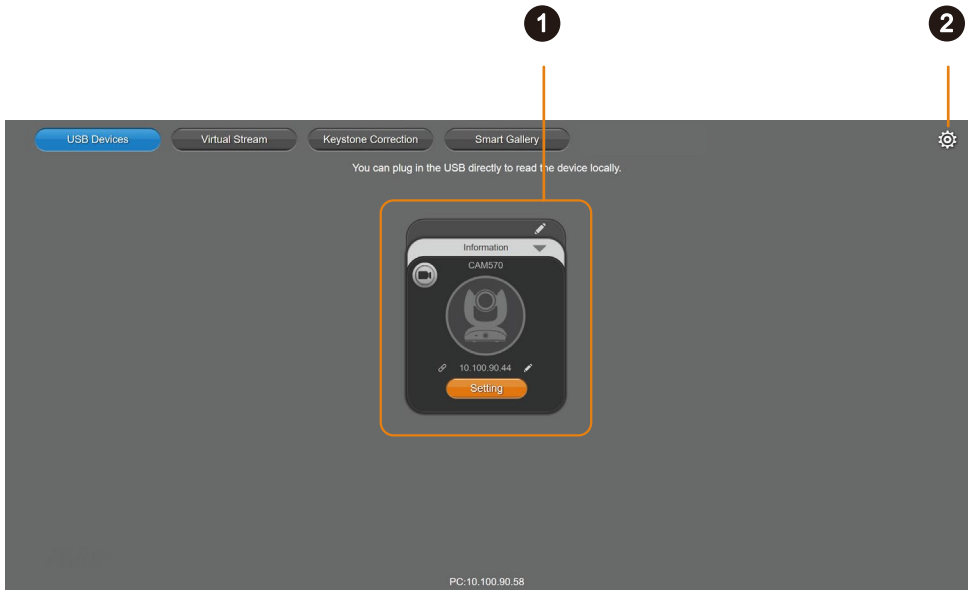 1
2
USB Devices
Virtual Stream
Keystone Correction
Smart Gallery
You can plug in the USB directly to read the device locally.
Information
CAM570
10.100.90.44
Setting
PC:10.100.90.58